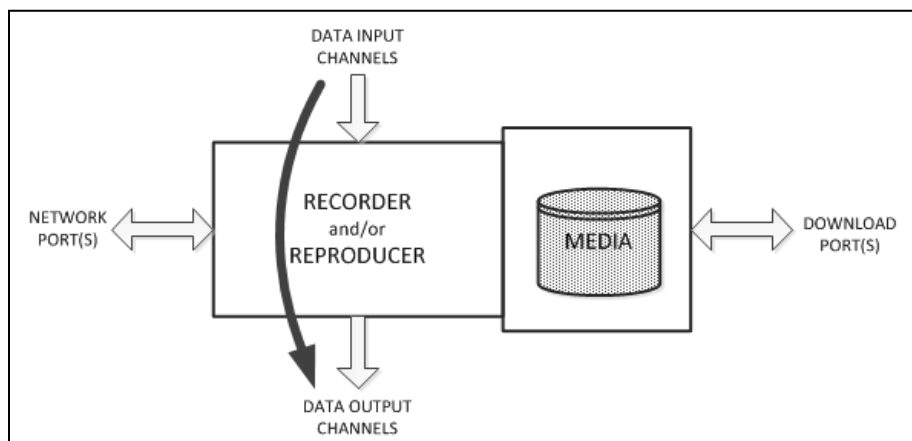 DATA INPUT
CHANNELS
NETWORK
PORT(S)
RECORDER
and/or
REPRODUCER
MEDIA
DOWNLOAD
PORT(S)
DATA OUTPUT
CHANNELS